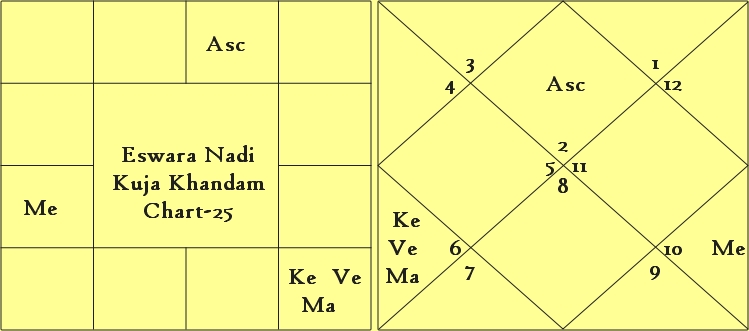 Asc
Eswara Nadi
Kuja Khandam
Chart-25
Me
Ke Ve
Ma
3
1
4
Asc
12
2
5
11
8
Ke
Ve
Ma
6
10
Me
7
9